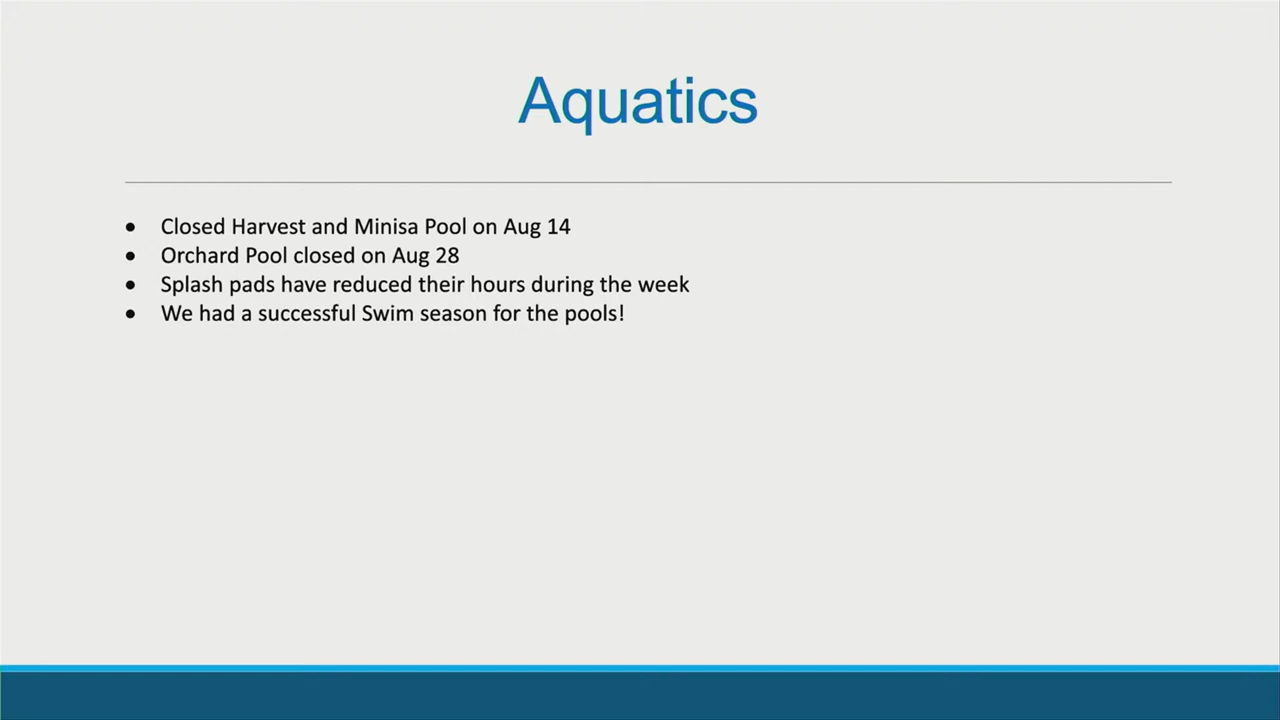 Aquatics
• Closed Harvest and Minisa Pool on Aug 14
• Orchard Pool closed on Aug 28
• Splash pads have reduced their hours during the week
• We had a successful Swim season for the pools!